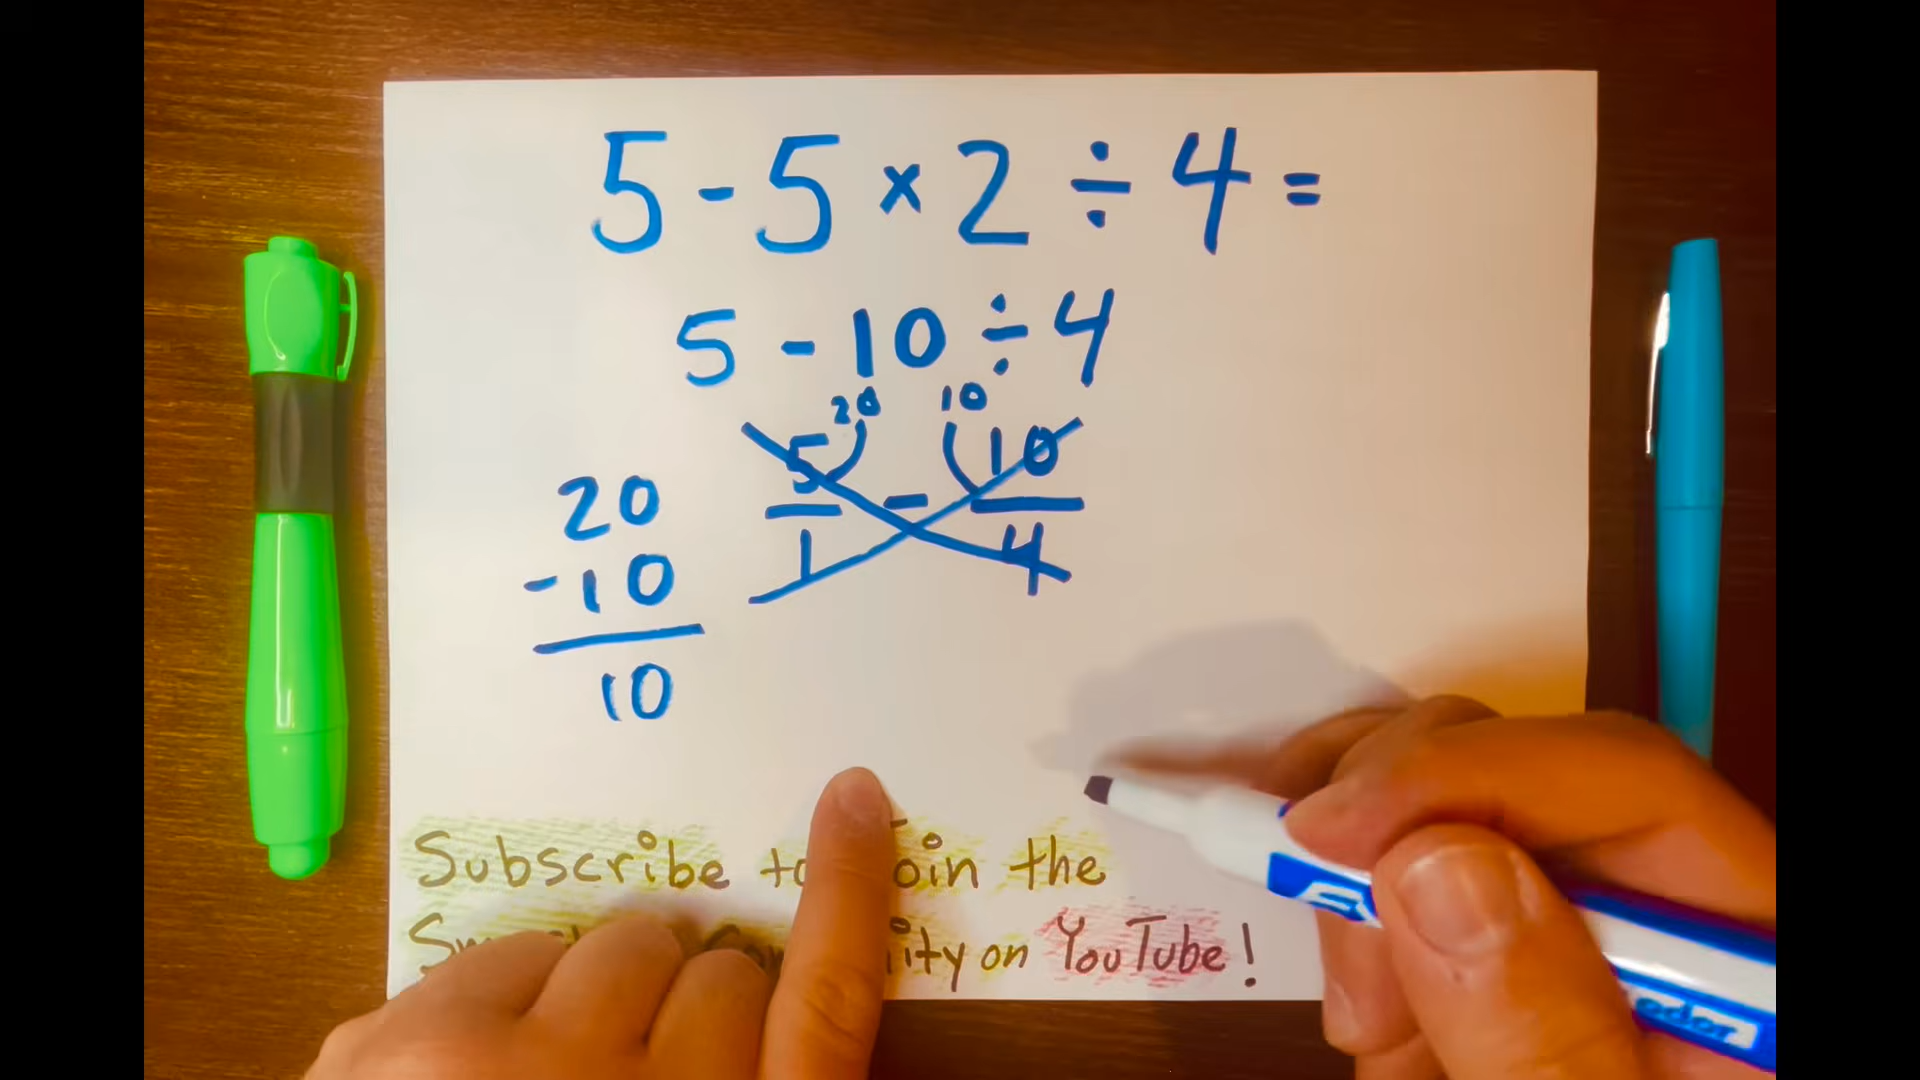 5 - 5 × 2 ÷ 4 =
5 - 10 ÷ 4
20 10
5 - 10
1 4
20
- 10
10
Subscribe to the
on YouTube!